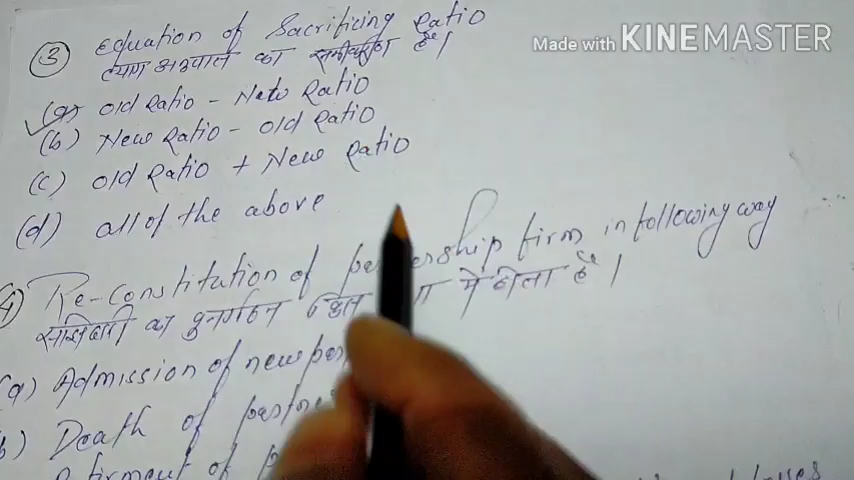 Made with KINEMASTER
③ Equation of Sacrificing Ratio
त्याग अनुपात का समीकरण है।
(a) Old Ratio - New Ratio
(b) New Ratio - Old Ratio
(c) Old Ratio + New Ratio
(d) all of the above
Re-Constitution of firm in following way
साझेदारी का पुनर्गठन में होता है।
(a) Admission of new
Death of
of
losses